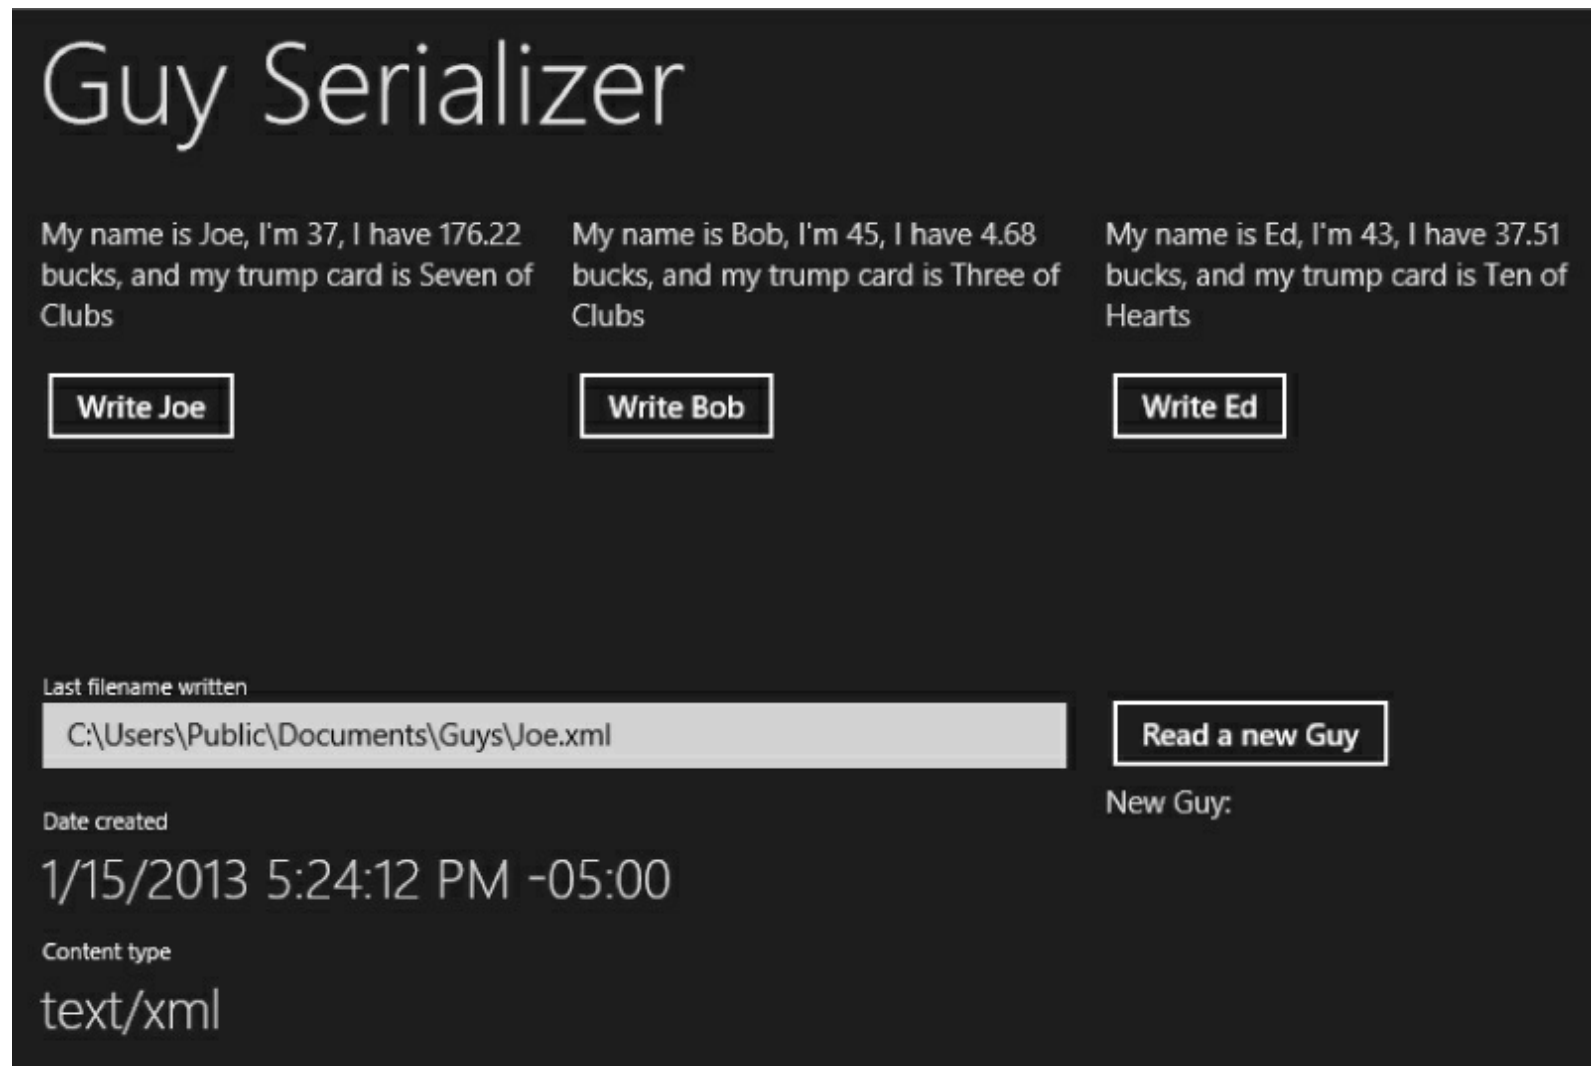 Guy Serializer
My name is Joe, I'm 37, I have 176.22
bucks, and my trump card is Seven of
Clubs
Write Joe
My name is Bob, I'm 45, I have 4.68
bucks, and my trump card is Three of
Clubs
Write Bob
My name is Ed, I'm 43, I have 37.51
bucks, and my trump card is Ten of
Hearts
Write Ed
Last filename written
C:\Users\Public\Documents\Guys\Joe.xml
Read a new Guy
New Guy:
Date created
1/15/2013 5:24:12 PM -05:00
Content type
text/xml